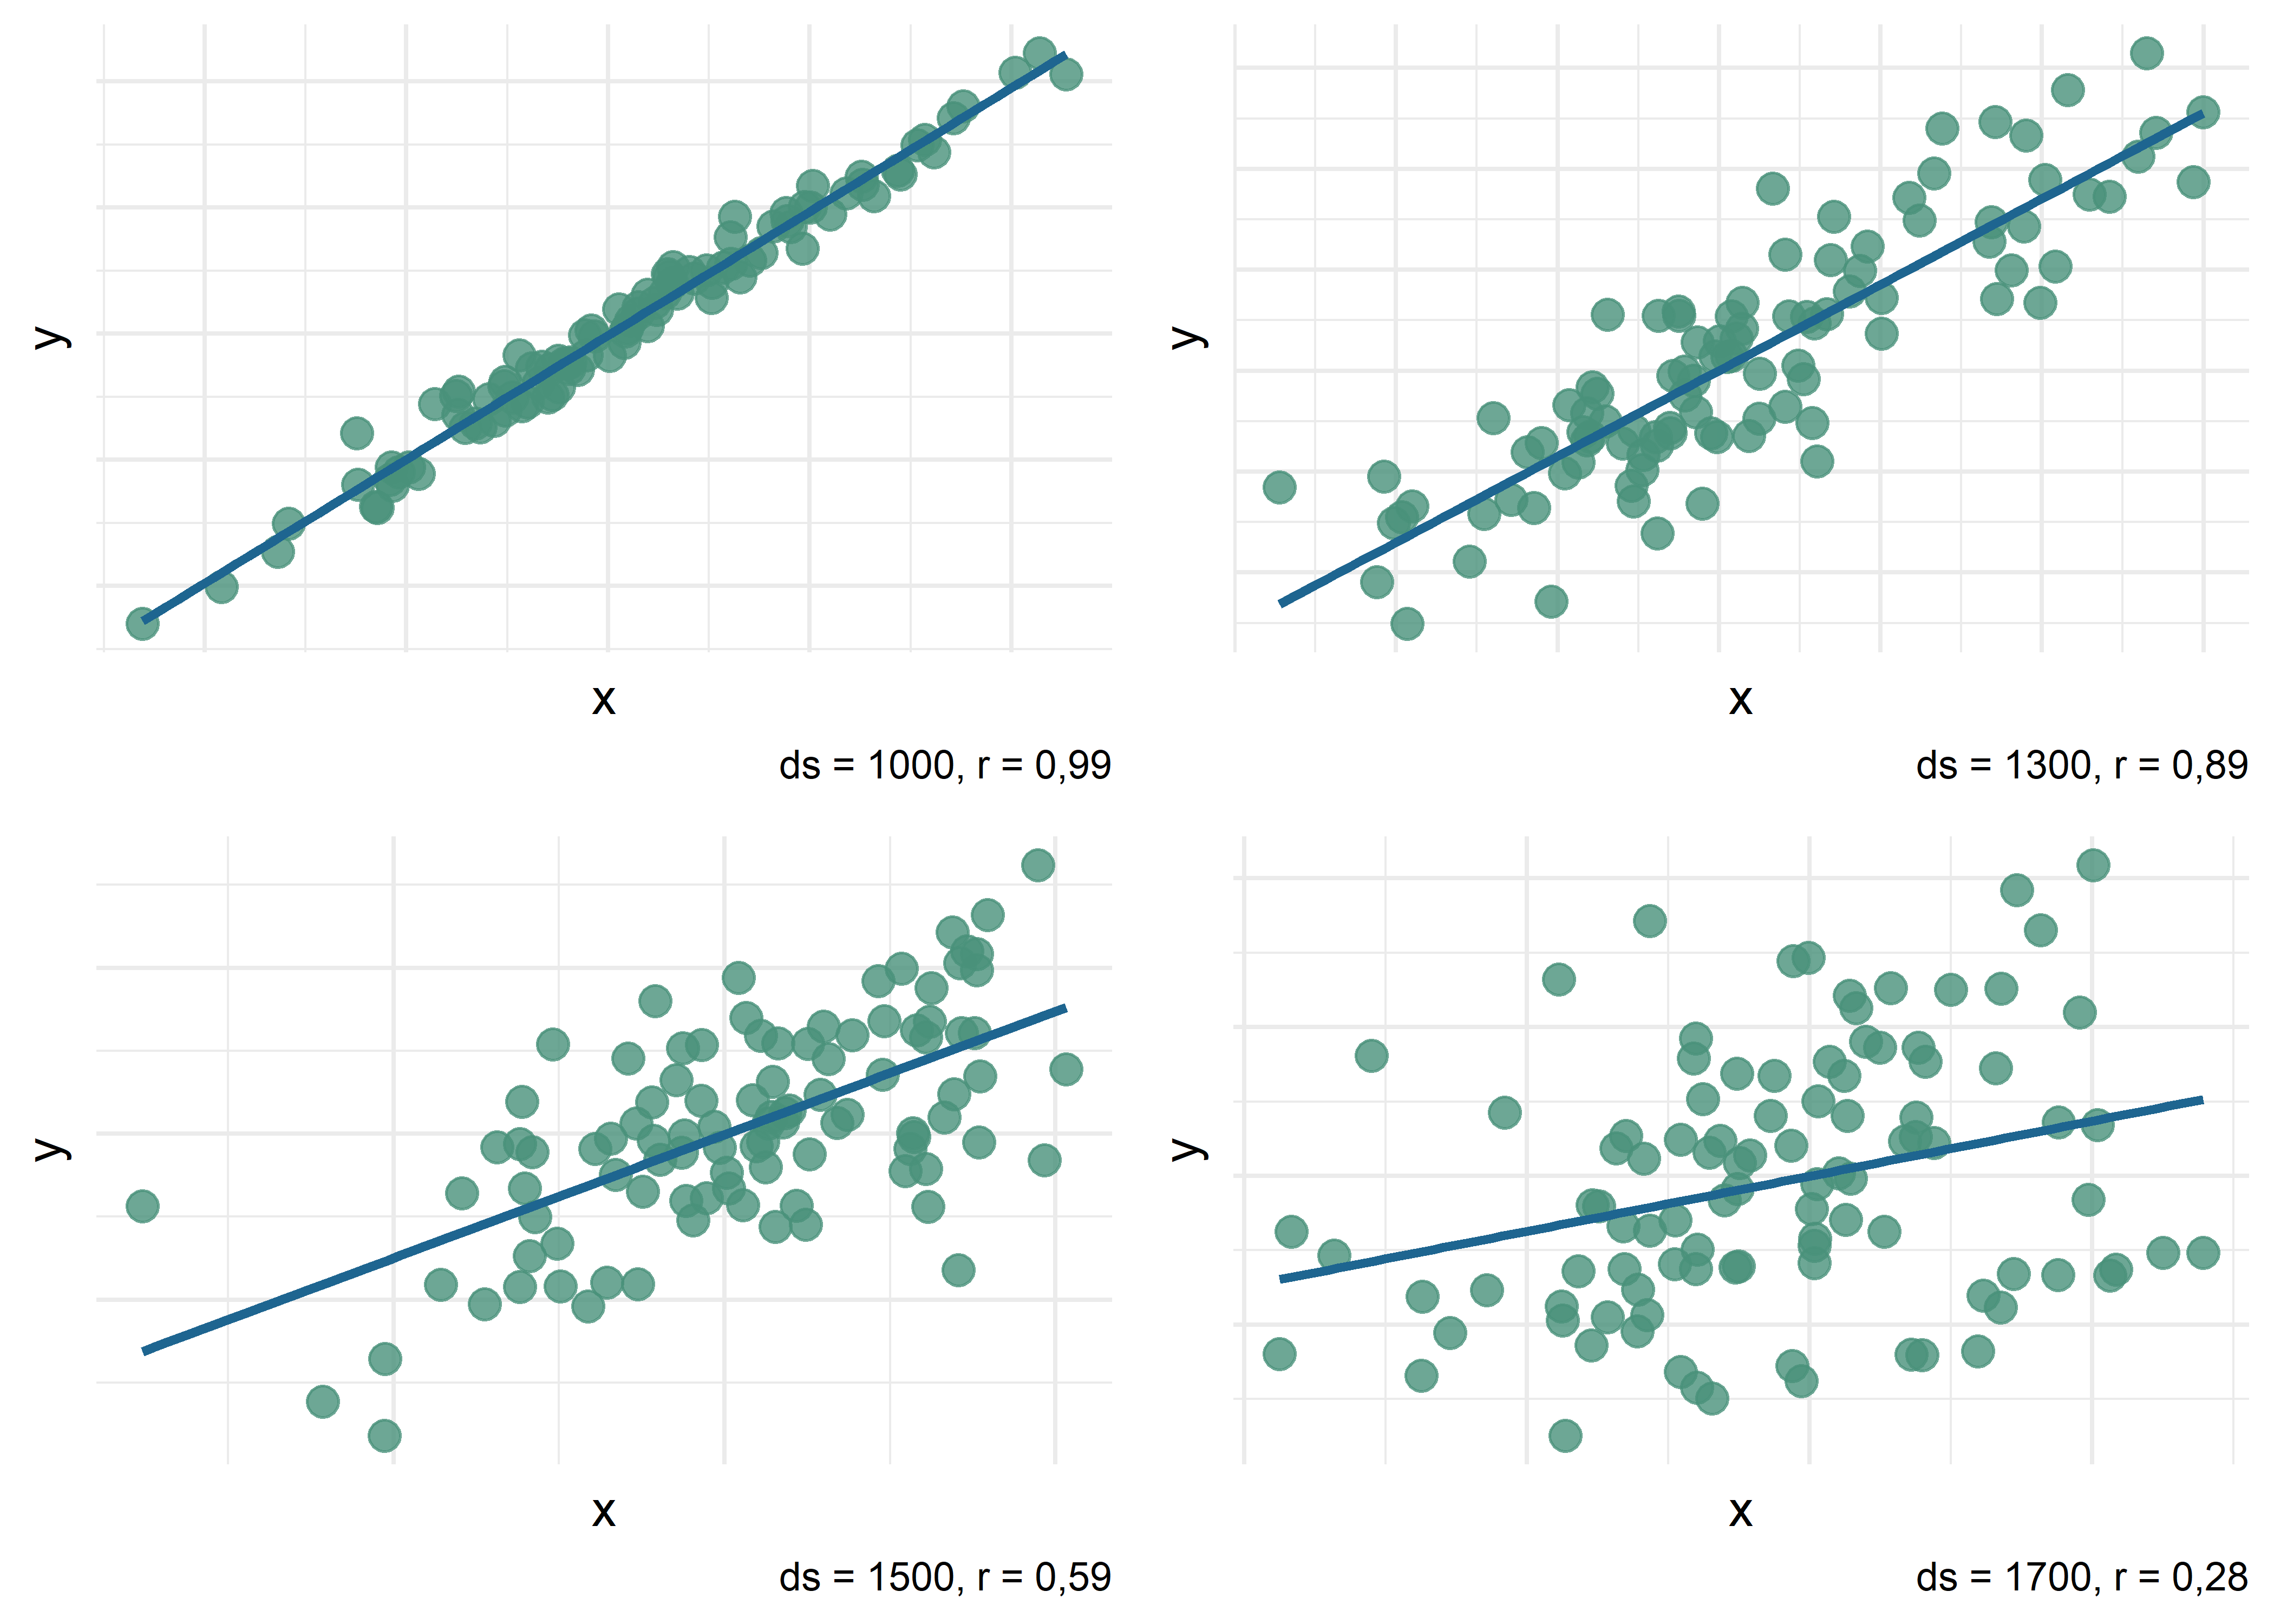 y
x
ds = 1000, r = 0,99
y
x
ds = 1300, r = 0,89
y
x
ds = 1500, r = 0,59
y
x
ds = 1700, r = 0,28